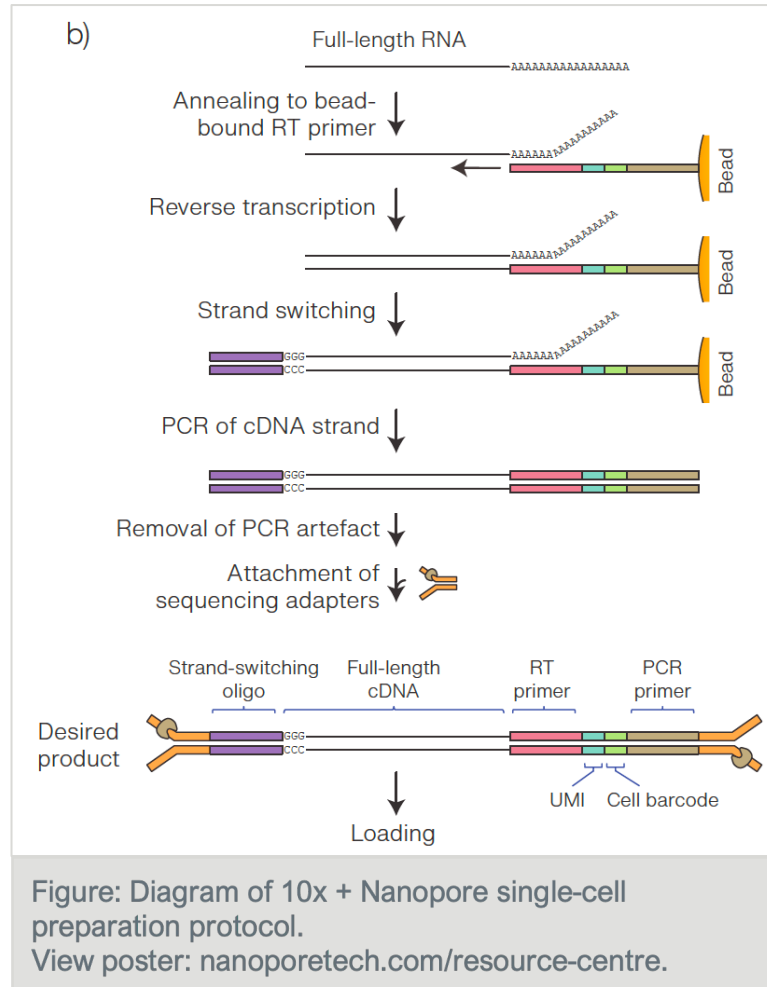 b)
Full-length RNA
AAAAAAAAAAAAAAAAA
Annealing to bead-
bound RT primer
AAAAAAAAAAAAAAAAA
Bead
Reverse transcription
AAAAAAAAAAAAAAAAA
Bead
Strand switching
GGG
CCC
AAAAAAAAAAAAAAAAA
Bead
PCR of cDNA strand
GGG
CCC
Removal of PCR artefact
Attachment of
sequencing adapters
Strand-switching
oligo
Full-length
cDNA
RT
primer
PCR
primer
Desired
product
GGG
CCC
UMI
Cell barcode
Loading
Figure: Diagram of 10x + Nanopore single-cell
preparation protocol.
View poster: nanoporetech.com/resource-centre.